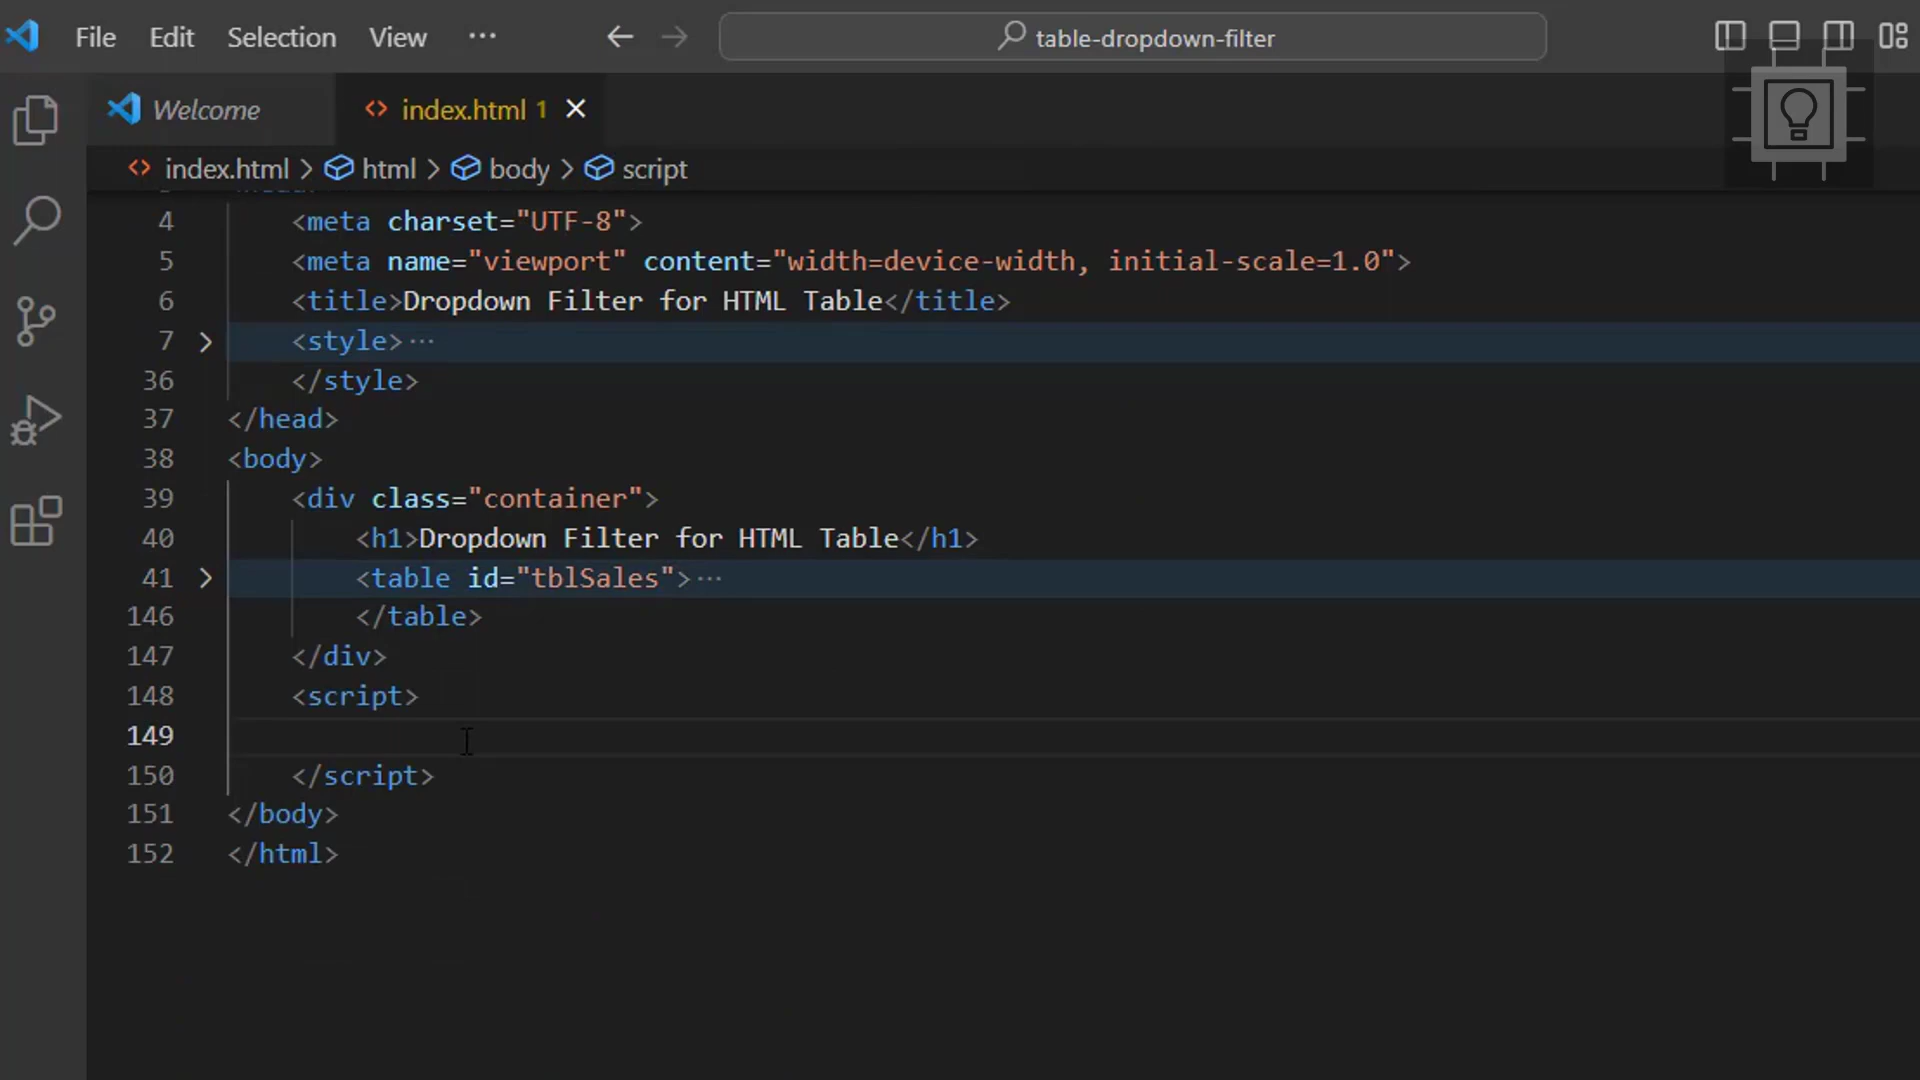 File Edit Selection View ··· table-dropdown-filter
Welcome index.html 1
index.html > html > body > script
4 <meta charset="UTF-8">
5 <meta name="viewport" content="width=device-width, initial-scale=1.0">
6 <title>Dropdown Filter for HTML Table</title>
7 <style>···
36 </style>
37 </head>
38 <body>
39 <div class="container">
40 <h1>Dropdown Filter for HTML Table</h1>
41 <table id="tblSales">···
146 </table>
147 </div>
148 <script>
149
150 </script>
151 </body>
152 </html>